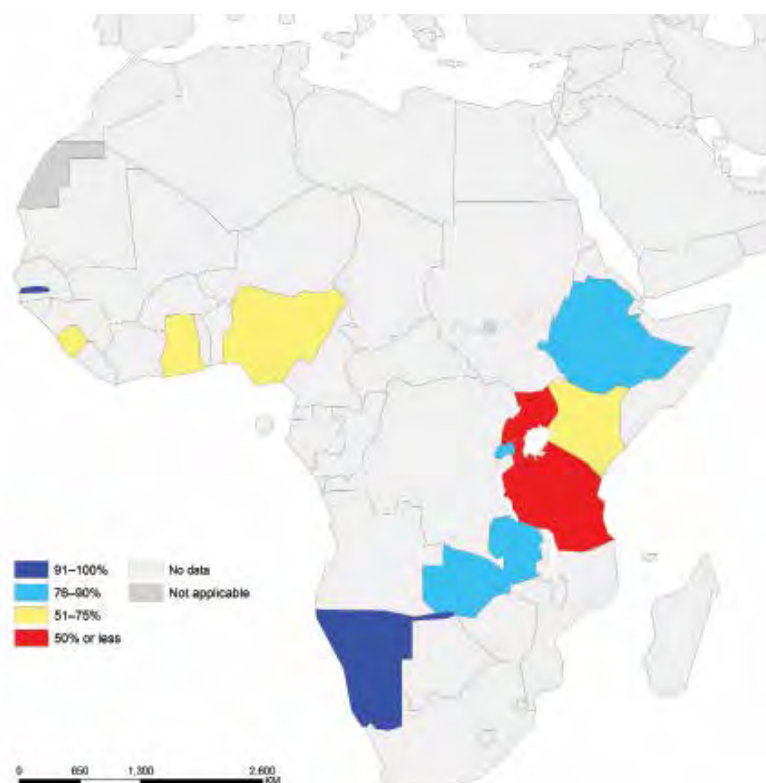 91–100%
No data
76–90%
Not applicable
51–75%
50% or less
0 650 1,300 2,600
KM